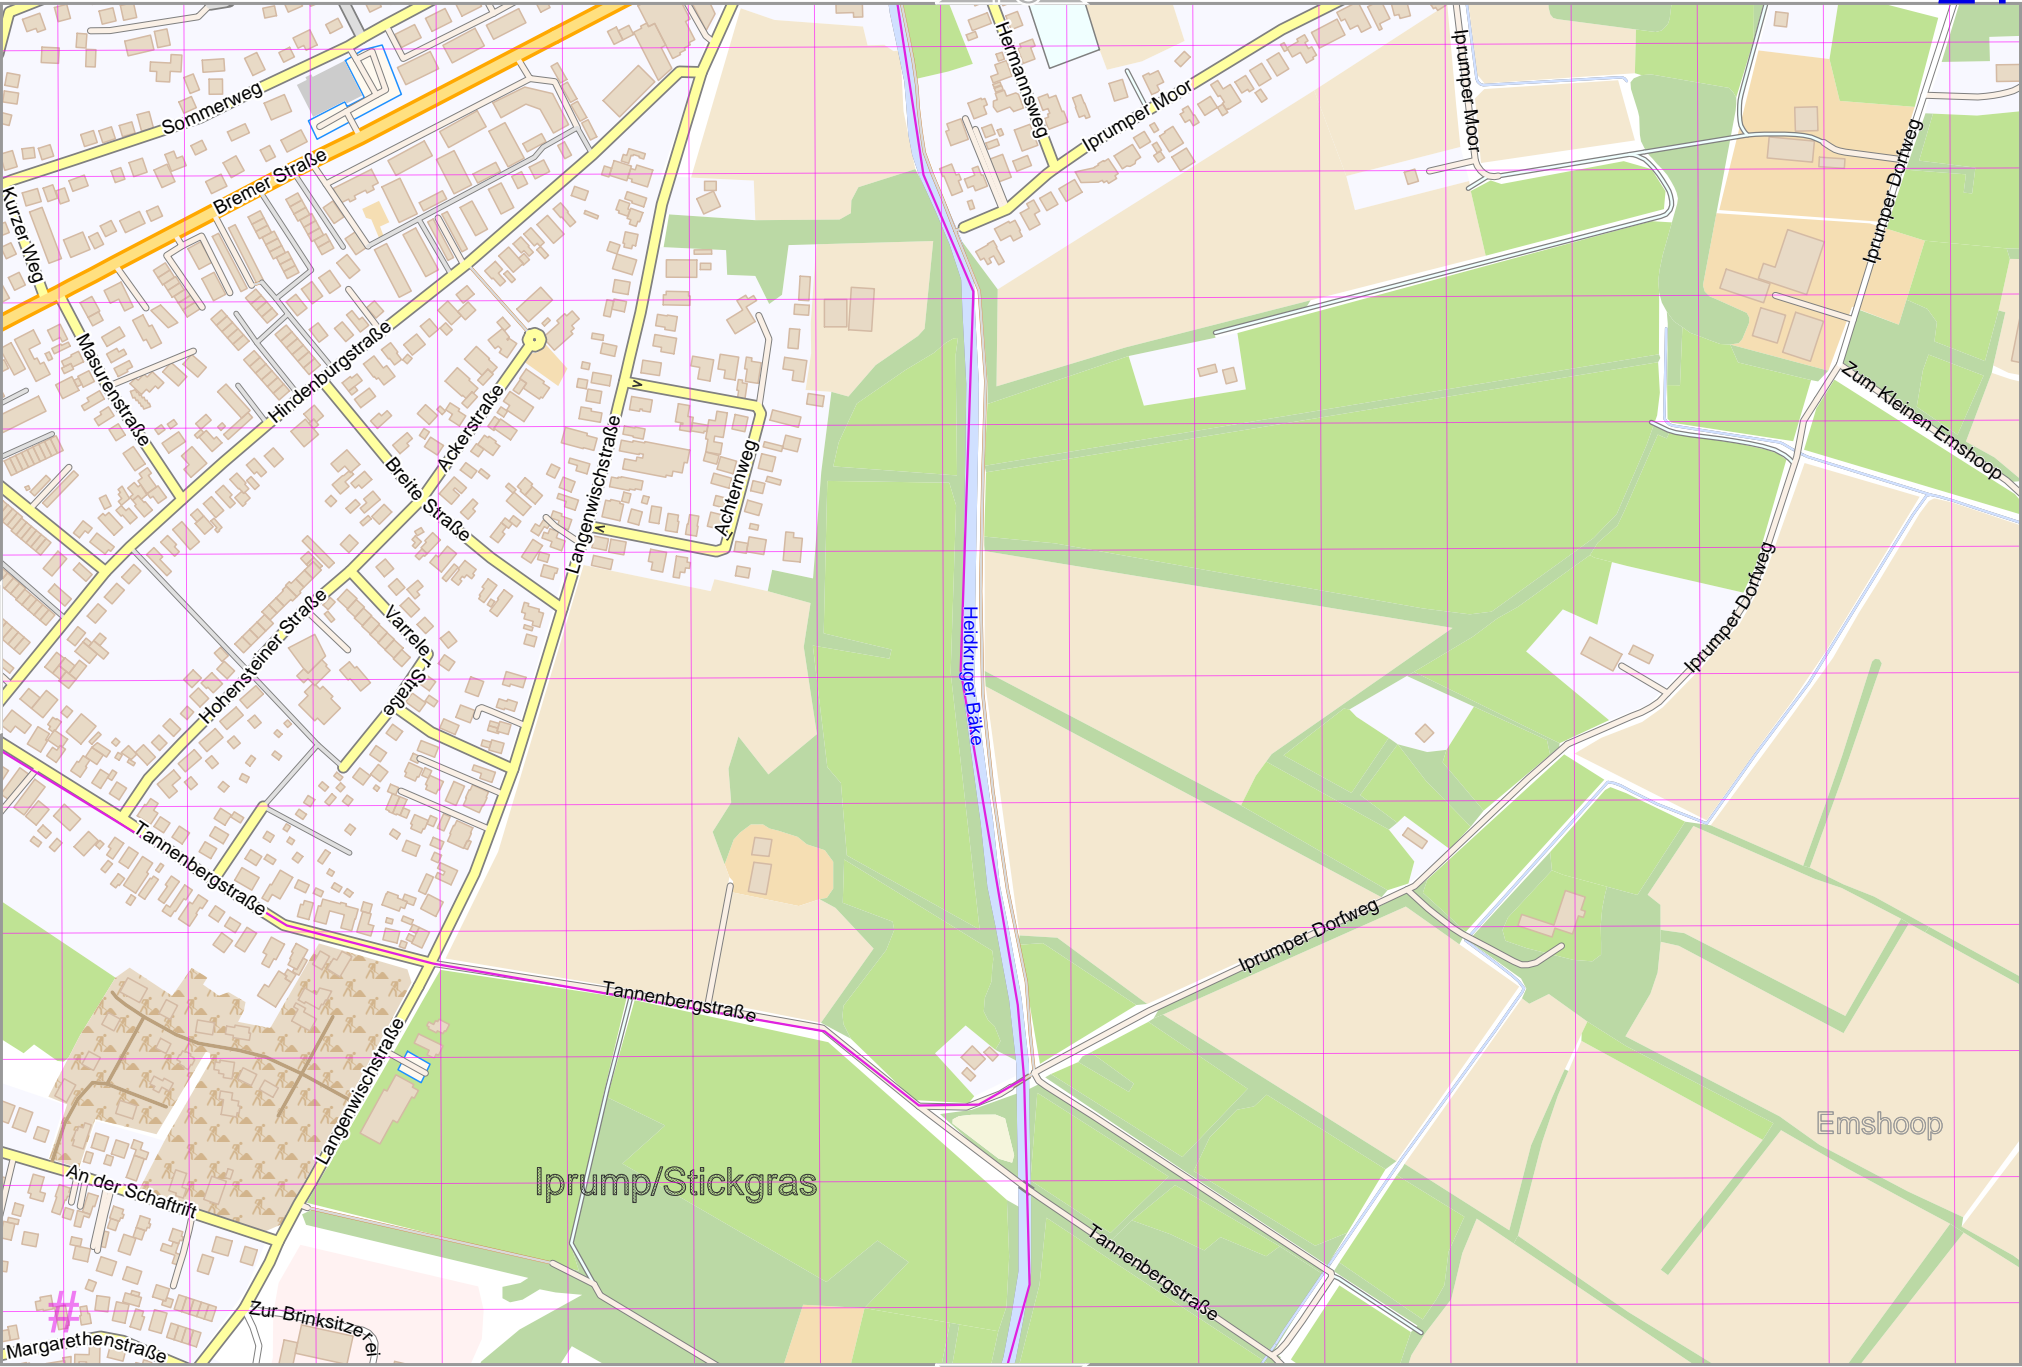 Hermannsweg
Iprumper Moor
Iprumper Moor
Sommerweg
Bremer Straße
Kurzer Weg
Iprumper Dorfweg
Masurenstraße
Hindenburgstraße
Ackerstraße
Breite Straße
Langenwischstraße
Achternweg
Zum Kleinen Emshoop
Hohensteiner Straße
Varreler Straße
Heidkruger Bäke
Iprumper Dorfweg
Tannenbergstraße
Iprumper Dorfweg
Tannenbergstraße
Langenwischstraße
Emshoop
Iprump/Stickgras
An der Schaftrift
Tannenbergstraße
#
Zur Brinksitzerei
Margarethenstraße